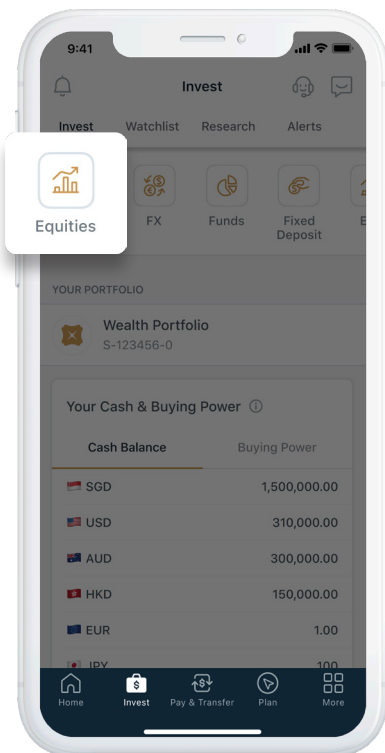 9:41
Invest
Invest Watchlist Research Alerts
Equities FX Funds Fixed
Deposit
YOUR PORTFOLIO
Wealth Portfolio
S-123456-0
Your Cash & Buying Power
Cash Balance Buying Power
SGD 1,500,000.00
USD 310,000.00
AUD 300,000.00
HKD 150,000.00
EUR 1.00
JPY 100
Home Invest Pay & Transfer Plan More